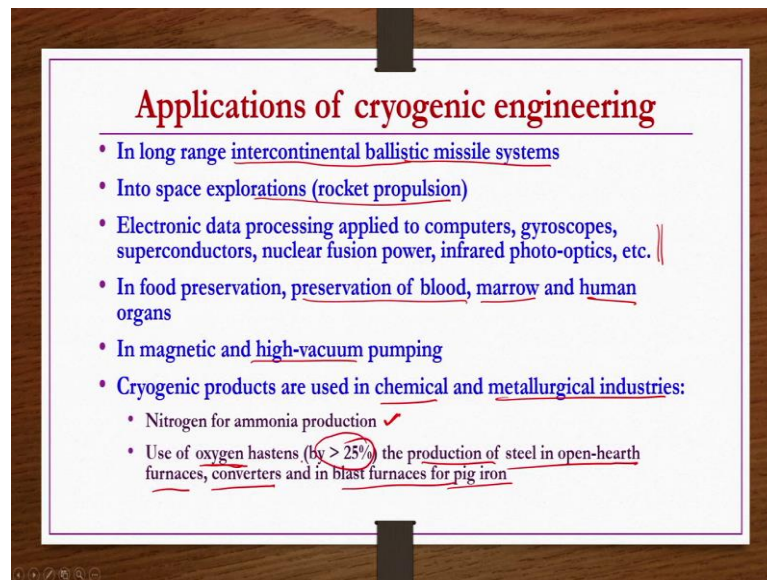 Applications of cryogenic engineering
• In long range intercontinental ballistic missile systems
• Into space explorations (rocket propulsion)
• Electronic data processing applied to computers, gyroscopes,
superconductors, nuclear fusion power, infrared photo-optics, etc.
• In food preservation, preservation of blood, marrow and human
organs
• In magnetic and high-vacuum pumping
• Cryogenic products are used in chemical and metallurgical industries:
• Nitrogen for ammonia production
• Use of oxygen hastens (by > 25%) the production of steel in open-hearth
furnaces, converters and in blast furnaces for pig iron